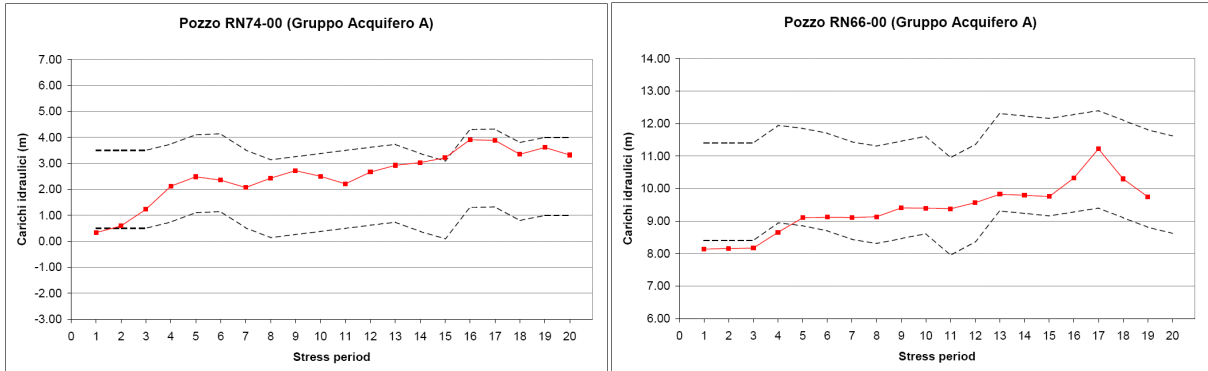 Pozzo RN74-00 (Gruppo Acquifero A)
Carichi idraulici (m)
7.00
6.00
5.00
4.00
3.00
2.00
1.00
0.00
-1.00
-2.00
-3.00
0 1 2 3 4 5 6 7 8 9 10 11 12 13 14 15 16 17 18 19 20
Stress period
Pozzo RN66-00 (Gruppo Acquifero A)
Carichi idraulici (m)
14.00
13.00
12.00
11.00
10.00
9.00
8.00
7.00
6.00
0 1 2 3 4 5 6 7 8 9 10 11 12 13 14 15 16 17 18 19 20
Stress period